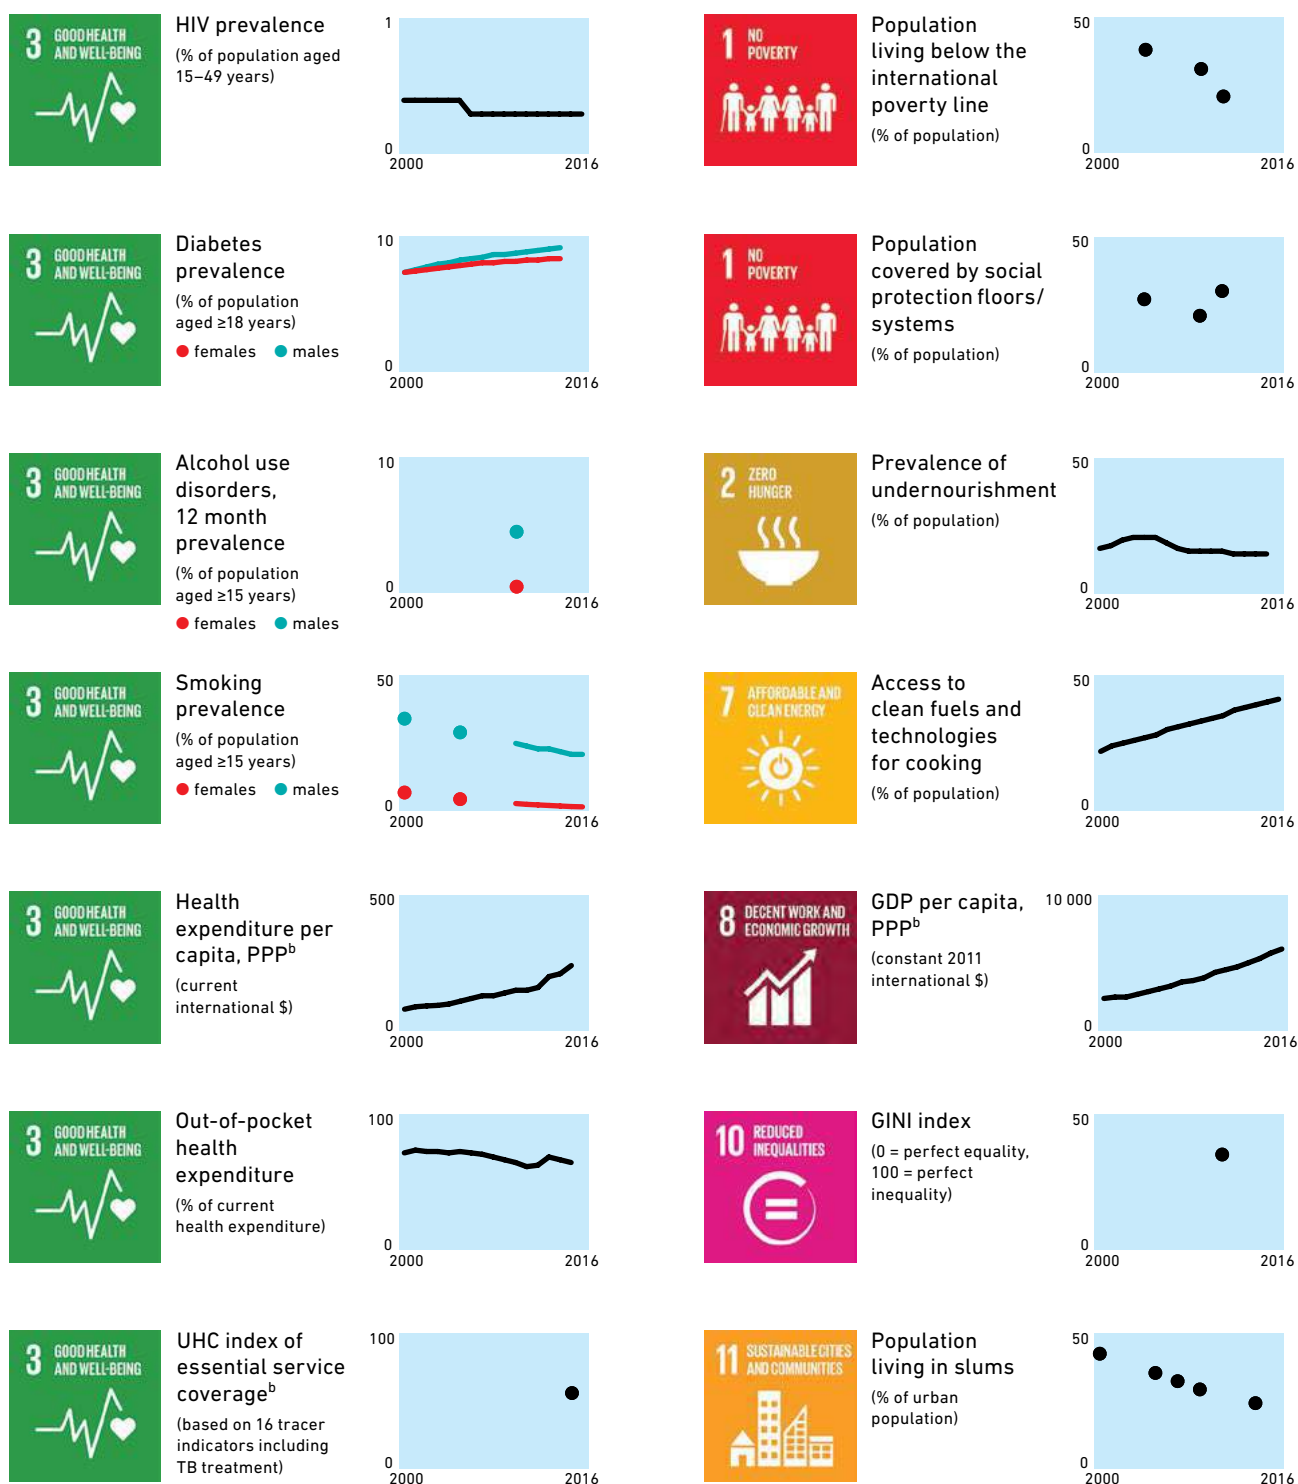 3 GOOD HEALTH
AND WELL-BEING
HIV prevalence
(% of population aged
15–49 years)
1
0
2000 2016
3 GOOD HEALTH
AND WELL-BEING
Diabetes
prevalence
(% of population
aged ≥18 years)
females males
10
0
2000 2016
3 GOOD HEALTH
AND WELL-BEING
Alcohol use
disorders,
12 month
prevalence
(% of population
aged ≥15 years)
females males
10
0
2000 2016
3 GOOD HEALTH
AND WELL-BEING
Smoking
prevalence
(% of population
aged ≥15 years)
females males
50
0
2000 2016
3 GOOD HEALTH
AND WELL-BEING
Health
expenditure per
capita, PPPb
(current
international $)
500
0
2000 2016
3 GOOD HEALTH
AND WELL-BEING
Out-of-pocket
health
expenditure
(% of current
health expenditure)
100
0
2000 2016
3 GOOD HEALTH
AND WELL-BEING
UHC index of
essential service
coverageb
(based on 16 tracer
indicators including
TB treatment)
100
0
2000 2016
1 NO
POVERTY
Population
living below the
international
poverty line
(% of population)
50
0
2000 2016
1 NO
POVERTY
Population
covered by social
protection floors/
systems
(% of population)
50
0
2000 2016
2 ZERO
HUNGER
Prevalence of
undernourishment
(% of population)
50
0
2000 2016
7 AFFORDABLE AND
CLEAN ENERGY
Access to
clean fuels and
technologies
for cooking
(% of population)
50
0
2000 2016
8 DECENT WORK AND
ECONOMIC GROWTH
GDP per capita,
PPPb
(constant 2011
international $)
10 000
0
2000 2016
10 REDUCED
INEQUALITIES
GINI index
(0 = perfect equality,
100 = perfect
inequality)
50
0
2000 2016
11 SUSTAINABLE CITIES
AND COMMUNITIES
Population
living in slums
(% of urban
population)
50
0
2000 2016